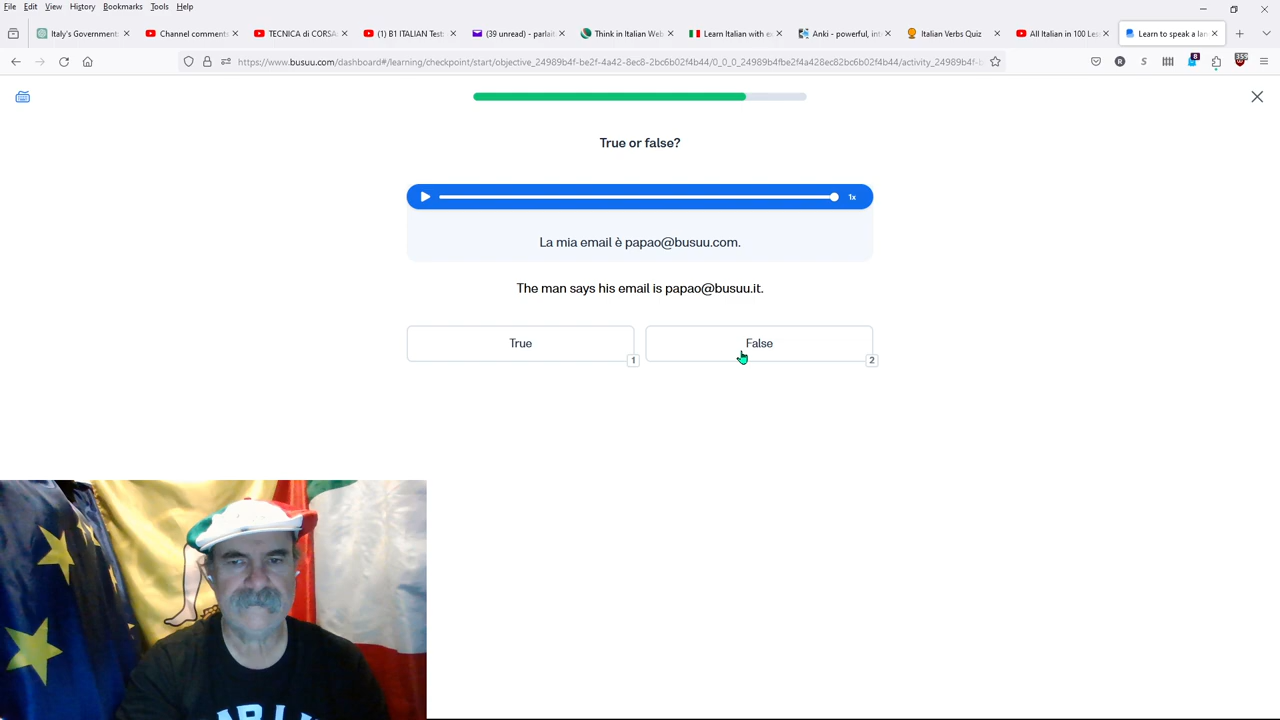 File Edit View History Bookmarks Tools Help
Italy's Government:
Channel comment:
TECNICA di CORSA
(1) B1 ITALIAN Test
(39 unread) - parlait
Think in Italian Web
Learn Italian with e
Anki - powerful, int
Italian Verbs Quiz
All Italian in 100 Le
Learn to speak a lan
https://www.busuu.com/dashboard#/learning/checkpoint/start/objective_24989b4f-be2f-4a42-8ec8-2bc6b02f4b44/0_0_0_24989b4fbe2f4a428ec82bc6b02f4b44/activity_24989b4f-b
True or false?
1x
La mia email è papao@busuu.com.
The man says his email is papao@busuu.it.
True
1
False
2